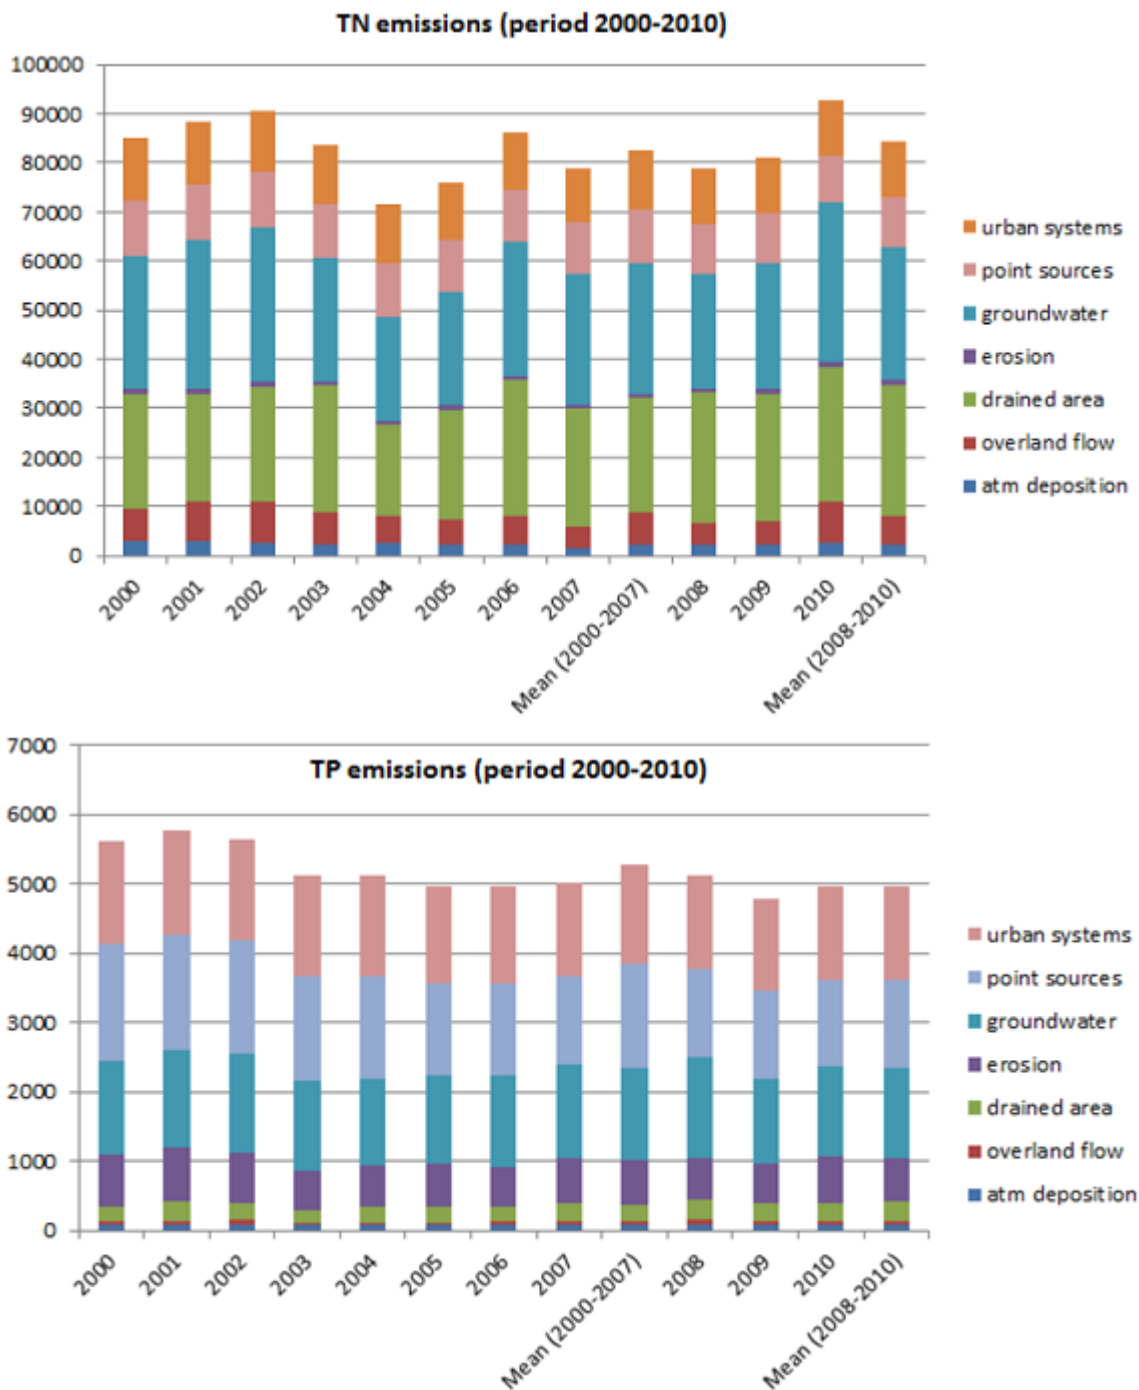 TN emissions (period 2000-2010)
100000
90000
80000
70000
60000
50000
40000
30000
20000
10000
0
2000
2001
2002
2003
2004
2005
2006
2007
Mean (2000-2007)
2008
2009
2010
Mean (2008-2010)
urban systems
point sources
groundwater
erosion
drained area
overland flow
atm deposition
TP emissions (period 2000-2010)
7000
6000
5000
4000
3000
2000
1000
0
2000
2001
2002
2003
2004
2005
2006
2007
Mean (2000-2007)
2008
2009
2010
Mean (2008-2010)
urban systems
point sources
groundwater
erosion
drained area
overland flow
atm deposition